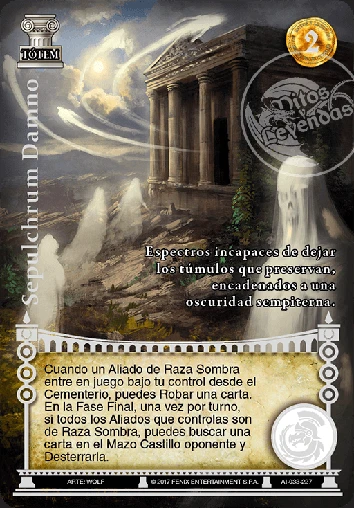 TÓTEM
2
Mitos
y
Leyendas
Sepulchrum Damno
Espectros incapaces de dejar
los túmulos que preservan,
encadenados a una
oscuridad sempiterna.
Cuando un Aliado de Raza Sombra
entre en juego bajo tu control desde el
Cementerio, puedes Robar una carta.
En la Fase Final, una vez por turno,
si todos los Aliados que controlas son
de Raza Sombra, puedes buscar una
carta en el Mazo Castillo oponente y
Desterrarla.
ARTE: WOLF
© 2017 FENIX ENTERTAINMENT S.P.A.